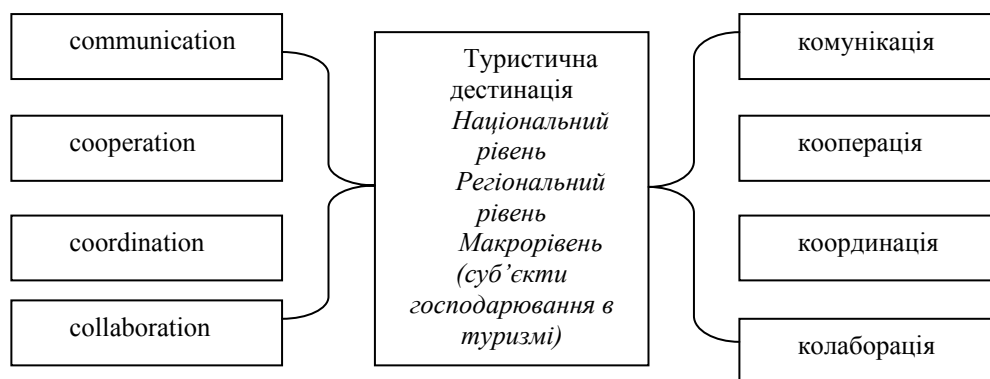 communication
cooperation
coordination
collaboration
Туристична
дестинація
Національний
рівень
Регіональний
рівень
Макрорівень
(суб’єкти
господарювання в
туризмі)
комунікація
кооперація
координація
колаборація